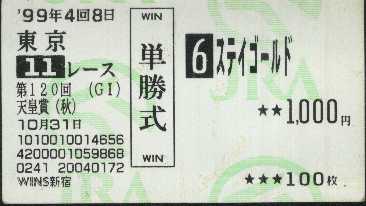 '99年4回8日
東京
11レース
第120回 (GI)
天皇賞(秋)
10月31日
1010010014656
4200001059868
0241 20040172
WINS新宿
WIN
単勝式
WIN
6 ステイゴールド
★★1,000円
★★★100枚
JRA
JRA